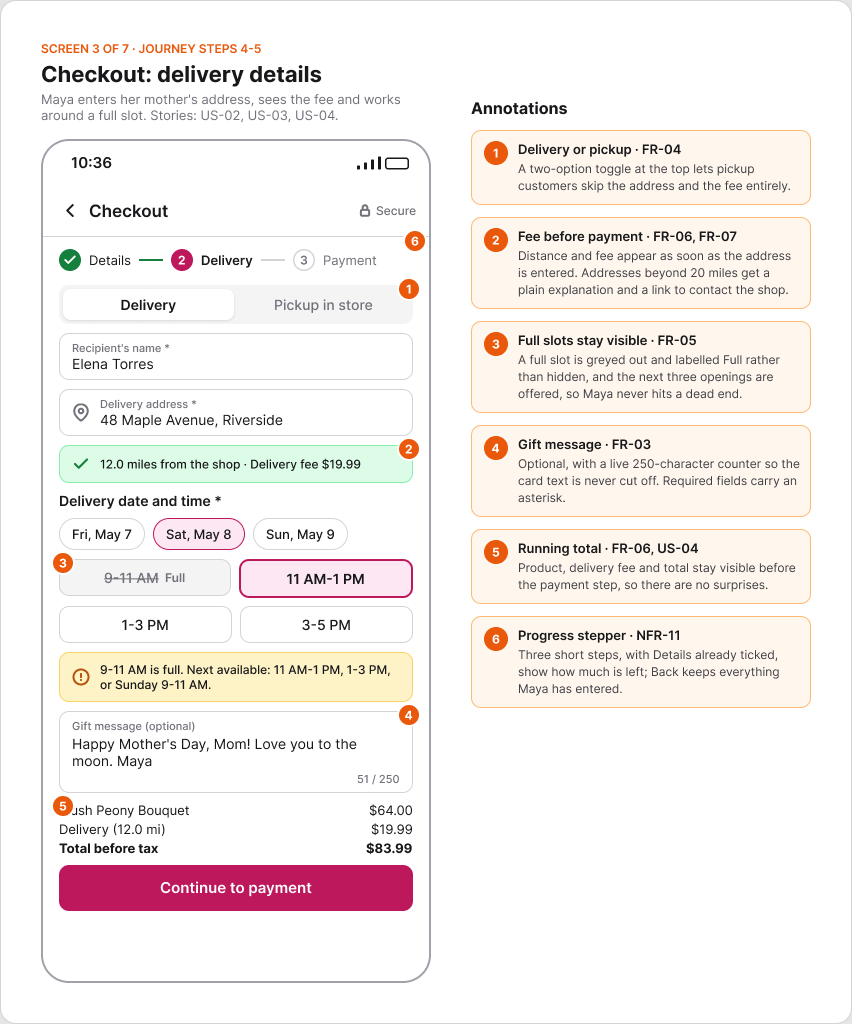 SCREEN 3 OF 7 · JOURNEY STEPS 4-5
Checkout: delivery details
Maya enters her mother's address, sees the fee and works
around a full slot. Stories: US-02, US-03, US-04.
10:36
Checkout
Secure
6
Details
2 Delivery
3 Payment
1
Delivery
Pickup in store
Recipient's name *
Elena Torres
Delivery address *
48 Maple Avenue, Riverside
2
12.0 miles from the shop · Delivery fee $19.99
Delivery date and time *
Fri, May 7
Sat, May 8
Sun, May 9
3
9-11 AM Full
11 AM-1 PM
1-3 PM
3-5 PM
9-11 AM is full. Next available: 11 AM-1 PM, 1-3 PM,
or Sunday 9-11 AM.
4
Gift message (optional)
Happy Mother's Day, Mom! Love you to the
moon. Maya
51 / 250
5
Peony Bouquet $64.00
Delivery (12.0 mi) $19.99
Total before tax $83.99
Continue to payment
Annotations
1 Delivery or pickup · FR-04
A two-option toggle at the top lets pickup
customers skip the address and the fee entirely.
2 Fee before payment · FR-06, FR-07
Distance and fee appear as soon as the address
is entered. Addresses beyond 20 miles get a
plain explanation and a link to contact the shop.
3 Full slots stay visible · FR-05
A full slot is greyed out and labelled Full rather
than hidden, and the next three openings are
offered, so Maya never hits a dead end.
4 Gift message · FR-03
Optional, with a live 250-character counter so the
card text is never cut off. Required fields carry an
asterisk.
5 Running total · FR-06, US-04
Product, delivery fee and total stay visible before
the payment step, so there are no surprises.
6 Progress stepper · NFR-11
Three short steps, with Details already ticked,
show how much is left; Back keeps everything
Maya has entered.